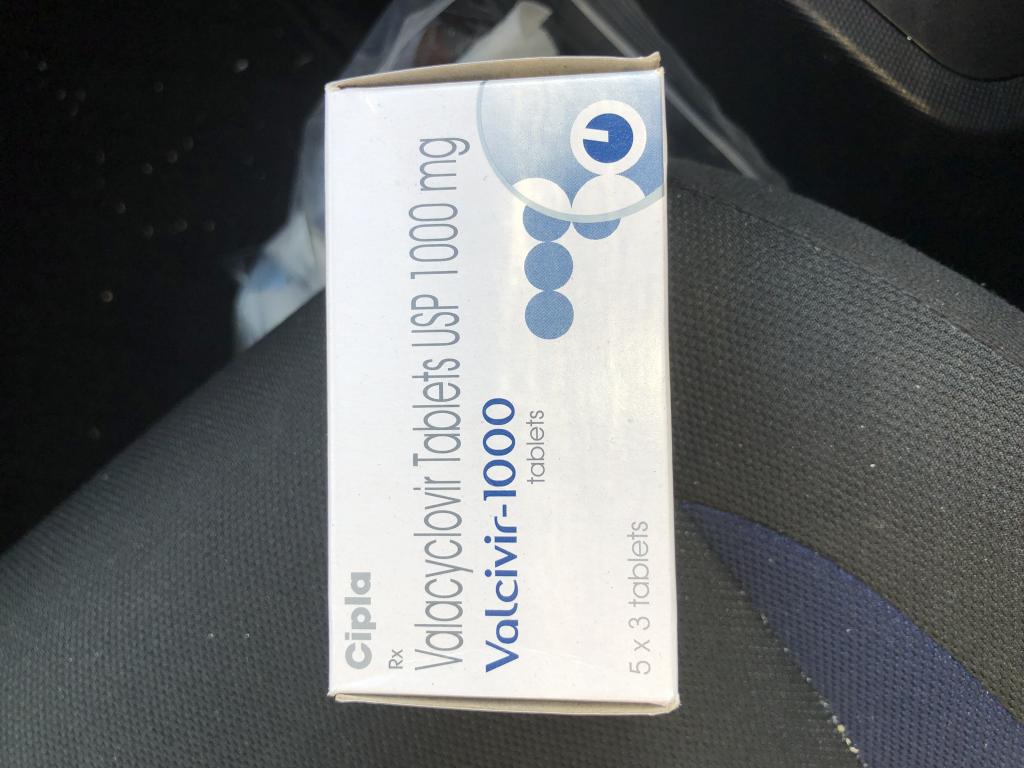 Cipla
Rx
Valacyclovir Tablets USP 1000 mg
Valcivir-1000
tablets
5 x 3 tablets